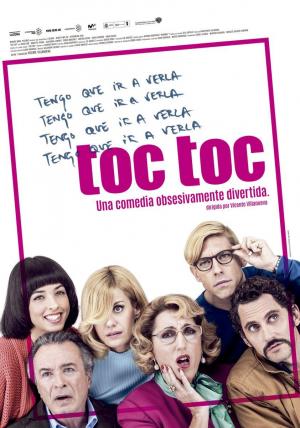 TENGO QUE IR A VERLA
TENGO QUE IR A VERLA
TENGO QUE IR A VERLA
TENGO QUE IR A VERLA
toc toc
Una comedia obsesivamente divertida.
dirigida por Vicente Villanueva